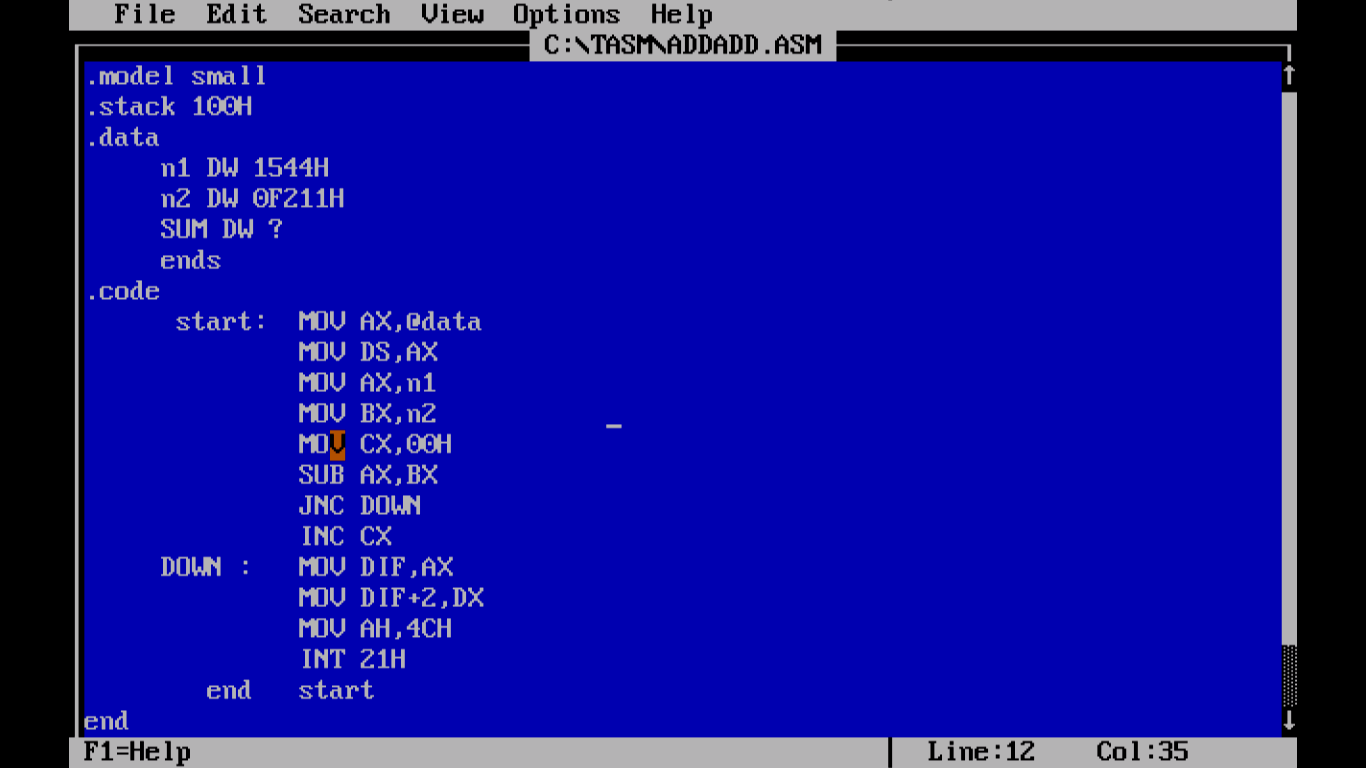 File Edit Search View Options Help
C:\TASM\ADDADD.ASM
.model small
.stack 100H
.data
n1 DW 1544H
n2 DW 0F211H
SUM DW ?
ends
.code
start: MOV AX,@data
MOV DS,AX
MOV AX,n1
MOV BX,n2
MOV CX,00H
SUB AX,BX
JNC DOWN
INC CX
DOWN : MOV DIF,AX
MOV DIF+2,DX
MOV AH,4CH
INT 21H
end start
end
F1=Help Line:12 Col:35